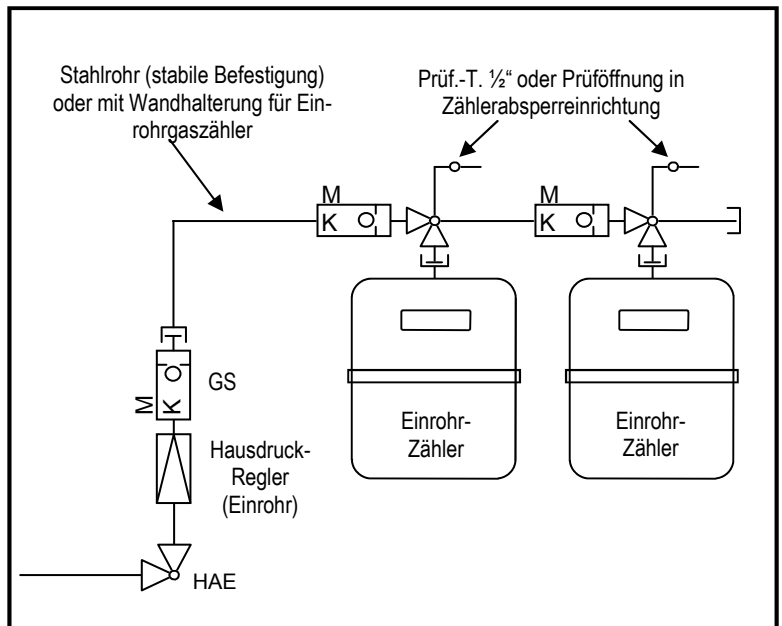 Stahlrohr (stabile Befestigung)
oder mit Wandhalterung für Ein-
rohrgaszähler
Prüf.-T. ½“ oder Prüföffnung in
Zählerabsperreinrichtung
M
K
M
K
M
K
GS
Hausdruck-
Regler
(Einrohr)
HAE
Einrohr-
Zähler
Einrohr-
Zähler